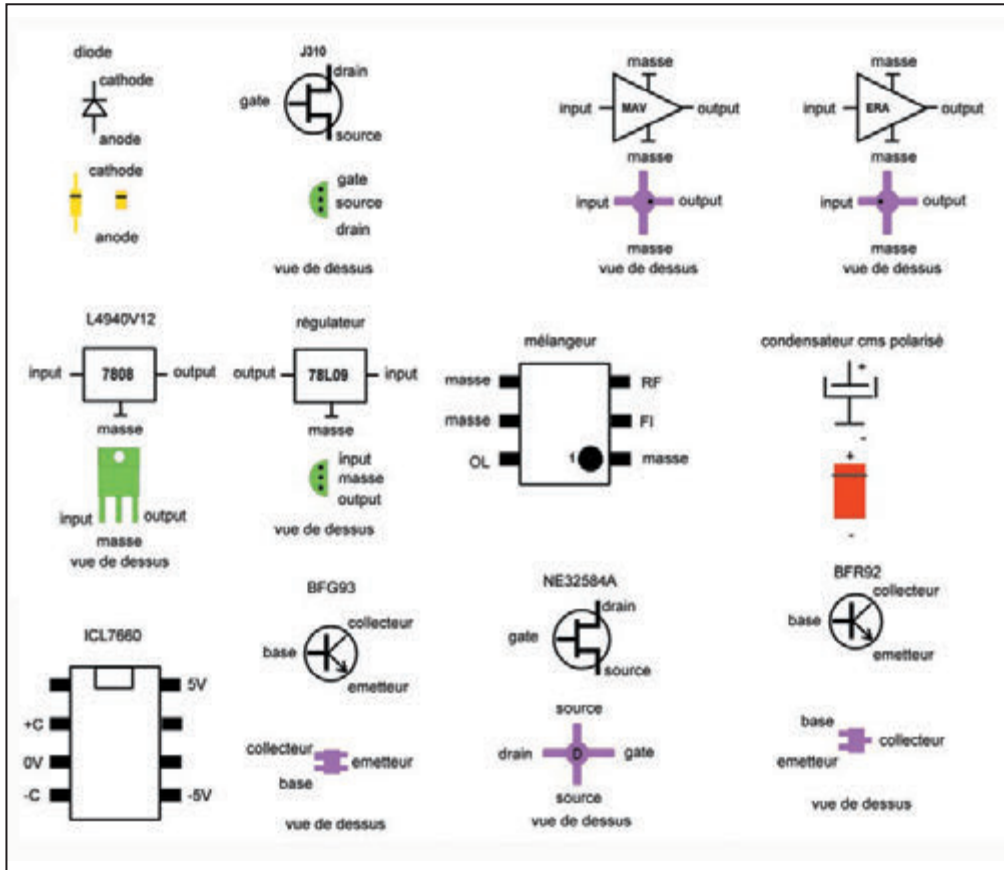 diode
cathode
anode
cathode
anode
J310
drain
gate
source
gate
source
drain
vue de dessus
masse
input
MAV
output
masse
input
output
masse
vue de dessus
masse
input
ERA
output
masse
input
output
masse
vue de dessus
L4940V12
input
7808
output
masse
input
output
masse
vue de dessus
régulateur
output
78L09
input
masse
input
masse
output
vue de dessus
mélangeur
masse
RF
masse
FI
OL
1
masse
condensateur cms polarisé
+
-
+
-
ICL7660
5V
+C
0V
-C
-5V
BFG93
collecteur
base
emetteur
collecteur
emetteur
base
vue de dessus
NE32584A
drain
gate
source
source
drain
D
gate
source
vue de dessus
BFR92
collecteur
base
emetteur
base
collecteur
emetteur
vue de dessus